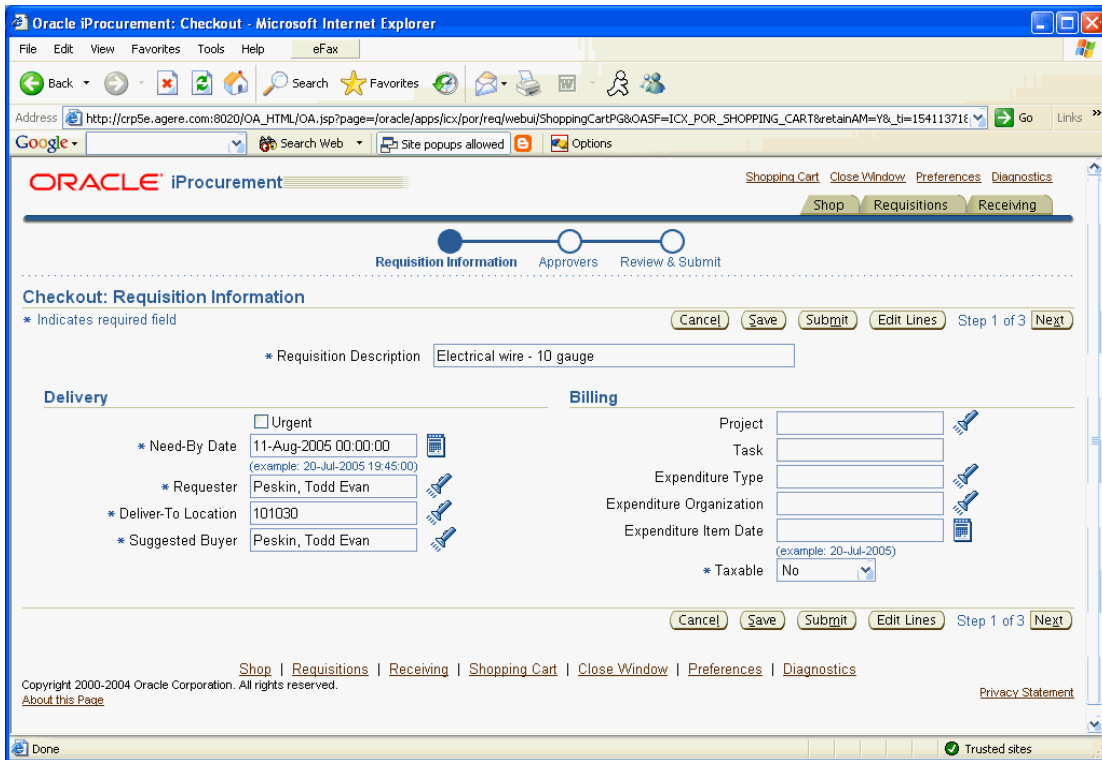 Oracle iProcurement: Checkout - Microsoft Internet Explorer
File Edit View Favorites Tools Help eFax
Back Search Favorites
Address http://crp5e.agere.com:8020/OA_HTML/OA.jsp?page=/oracle/apps/icx/por/req/webui/ShoppingCartPG&OASF=ICX_POR_SHOPPING_CART&retainAM=Y&_ti=154113718 Go Links »
Google Search Web Site popups allowed Options
ORACLE iProcurement
Shopping Cart Close Window Preferences Diagnostics
Shop Requisitions Receiving
Requisition Information Approvers Review & Submit
Checkout: Requisition Information
* Indicates required field Cancel Save Submit Edit Lines Step 1 of 3 Next
* Requisition Description Electrical wire - 10 gauge
Delivery
Urgent
* Need-By Date 11-Aug-2005 00:00:00
(example: 20-Jul-2005 19:45:00)
* Requester Peskin, Todd Evan
* Deliver-To Location 101030
* Suggested Buyer Peskin, Todd Evan
Billing
Project
Task
Expenditure Type
Expenditure Organization
Expenditure Item Date
(example: 20-Jul-2005)
* Taxable No
Cancel Save Submit Edit Lines Step 1 of 3 Next
Shop | Requisitions | Receiving | Shopping Cart | Close Window | Preferences | Diagnostics
Copyright 2000-2004 Oracle Corporation. All rights reserved.
About this Page Privacy Statement
Done Trusted sites